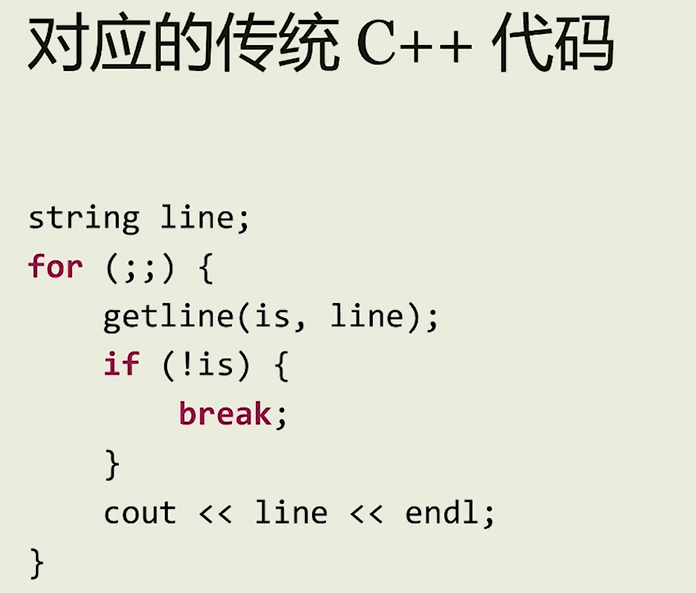 对应的传统 C++ 代码
string line;
for (;;) {
    getline(is, line);
    if (!is) {
        break;
    }
    cout << line << endl;
}